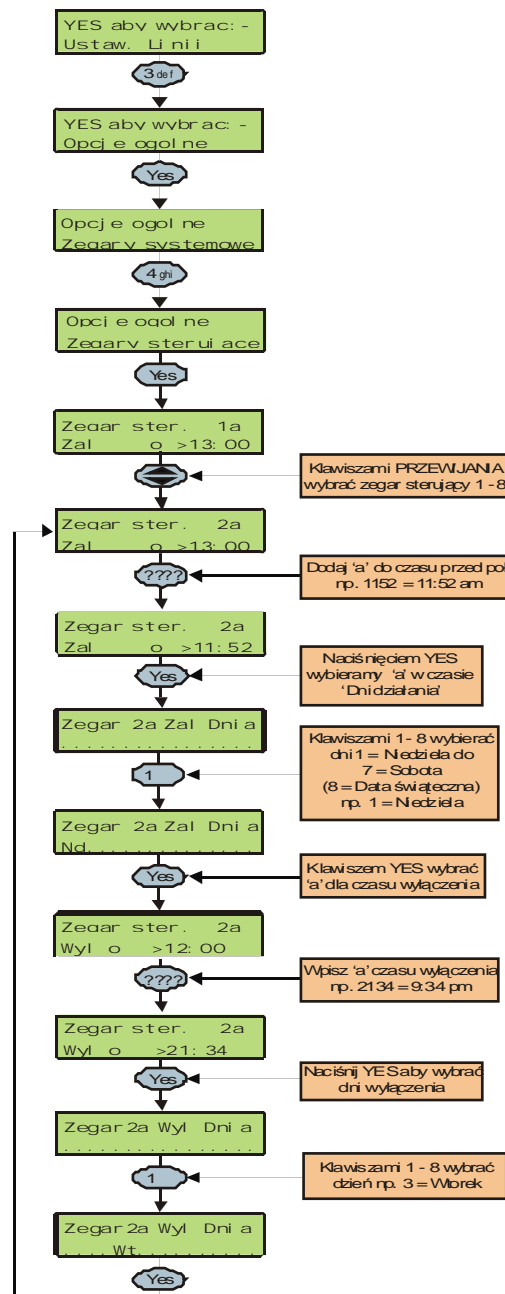 YES aby wybrac: -
Ustaw. Linii
3 def
YES aby wybrac: -
Opcje ogolne
Yes
Opcje ogolne
Zegary systemowe
4 ghi
Opcje ogolne
Zegary sterujace
Yes
Zegar ster. 1a
Zal o >13:00
Klawiszami PRZEWIJANIA
wybrać zegar sterujący 1 - 8
Zegar ster. 2a
Zal o >13:00
Dodaj 'a' do czasu przed poł
np. 1152 = 11:52 am
????
Zegar ster. 2a
Zal o >11:52
Naciśnięciem YES
wybieramy 'a' w czasie
'Dni działania'
Yes
Zegar 2a Zal Dnia
. . . . . . . . . . . . . . . .
Klawiszami 1 - 8 wybierać
dni 1 = Niedziela do
7 = Sobota
(8 = Data świąteczna)
np. 1 = Niedziela
1
Zegar 2a Zal Dnia
Nd. . . . . . . . . . . . . .
Yes
Klawiszem YES wybrać
'a' dla czasu wyłączenia
Zegar ster. 2a
Wyl o >12:00
Wpisz 'a' czasu wyłączenia
np. 2134 = 9:34 pm
????
Zegar ster. 2a
Wyl o >21:34
Naciśnij YES aby wybrać
dni wyłączenia
Yes
Zegar 2a Wyl Dnia
. . . . . . . . . . . . . . . .
Klawiszami 1 - 8 wybrać
dzień np. 3 = Wtorek
1
Zegar 2a Wyl Dnia
. . . . Wt. . . . . . . . . .
Yes